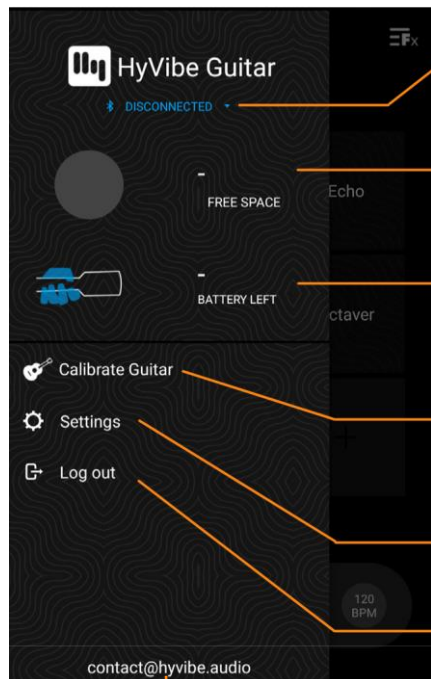 HyVibe Guitar
Fx
DISCONNECTED
-
FREE SPACE
Echo
-
BATTERY LEFT
ctaver
Calibrate Guitar
+
Settings
Log out
120
BPM
contact@hyvibe.audio